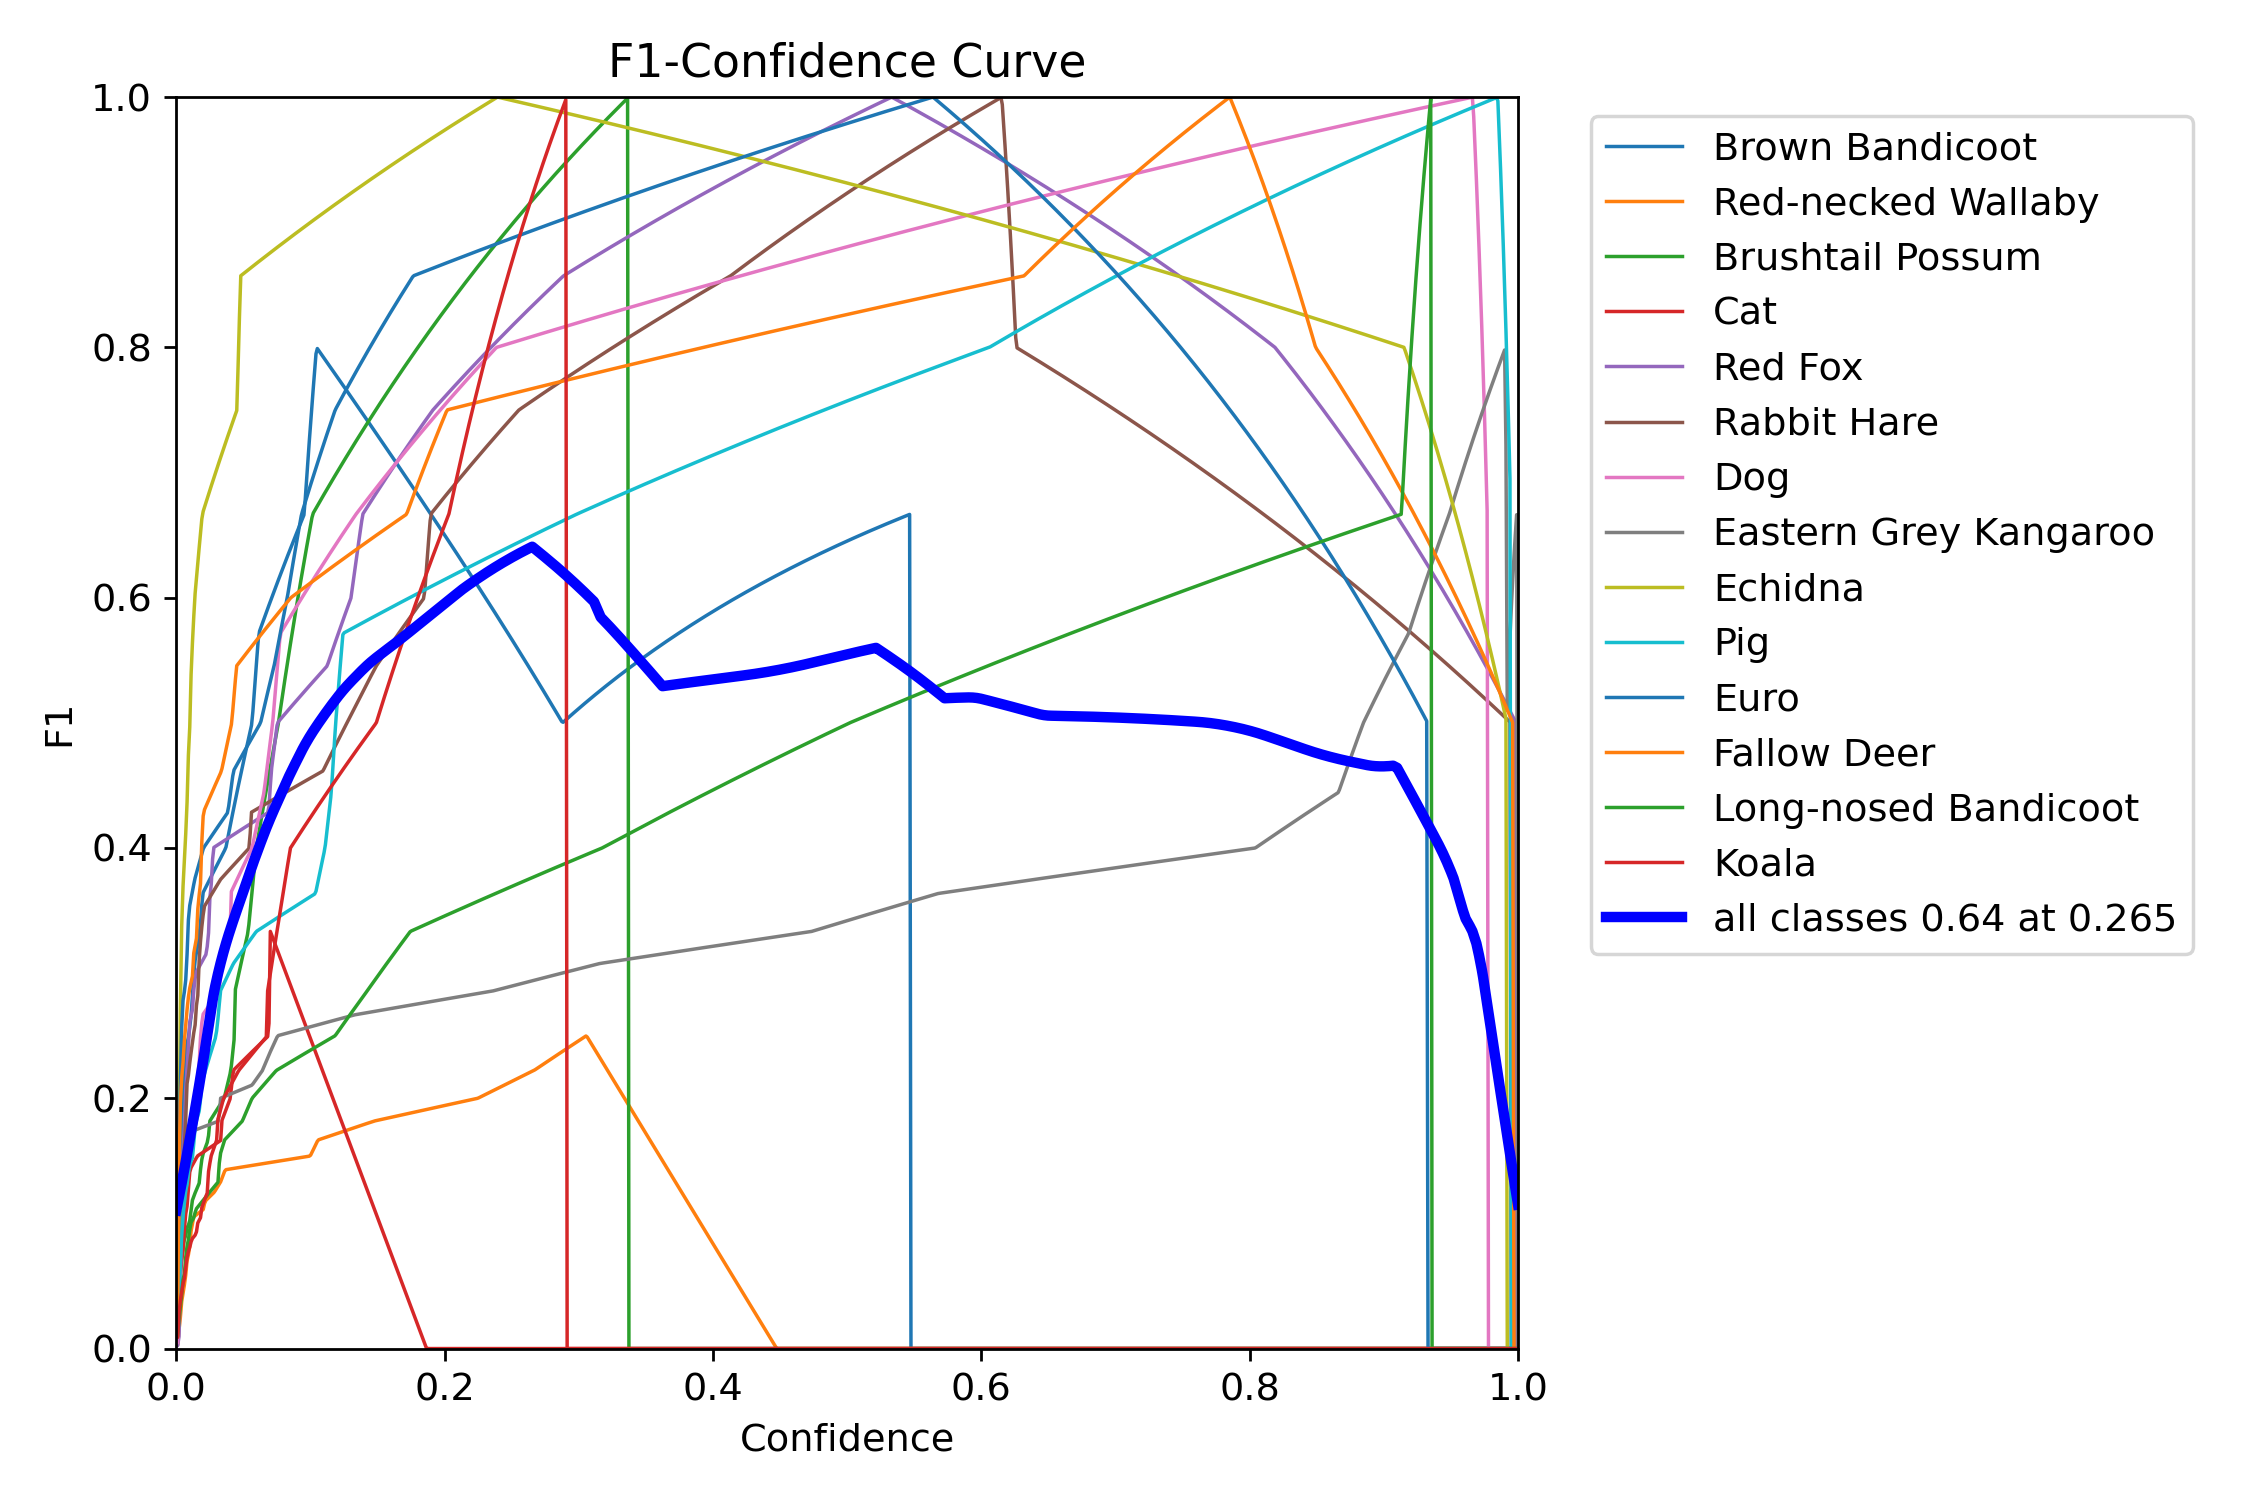 F1-Confidence Curve
1.0
0.8
0.6
0.4
0.2
0.0
F1
0.0 0.2 0.4 0.6 0.8 1.0
Confidence
Brown Bandicoot
Red-necked Wallaby
Brushtail Possum
Cat
Red Fox
Rabbit Hare
Dog
Eastern Grey Kangaroo
Echidna
Pig
Euro
Fallow Deer
Long-nosed Bandicoot
Koala
all classes 0.64 at 0.265